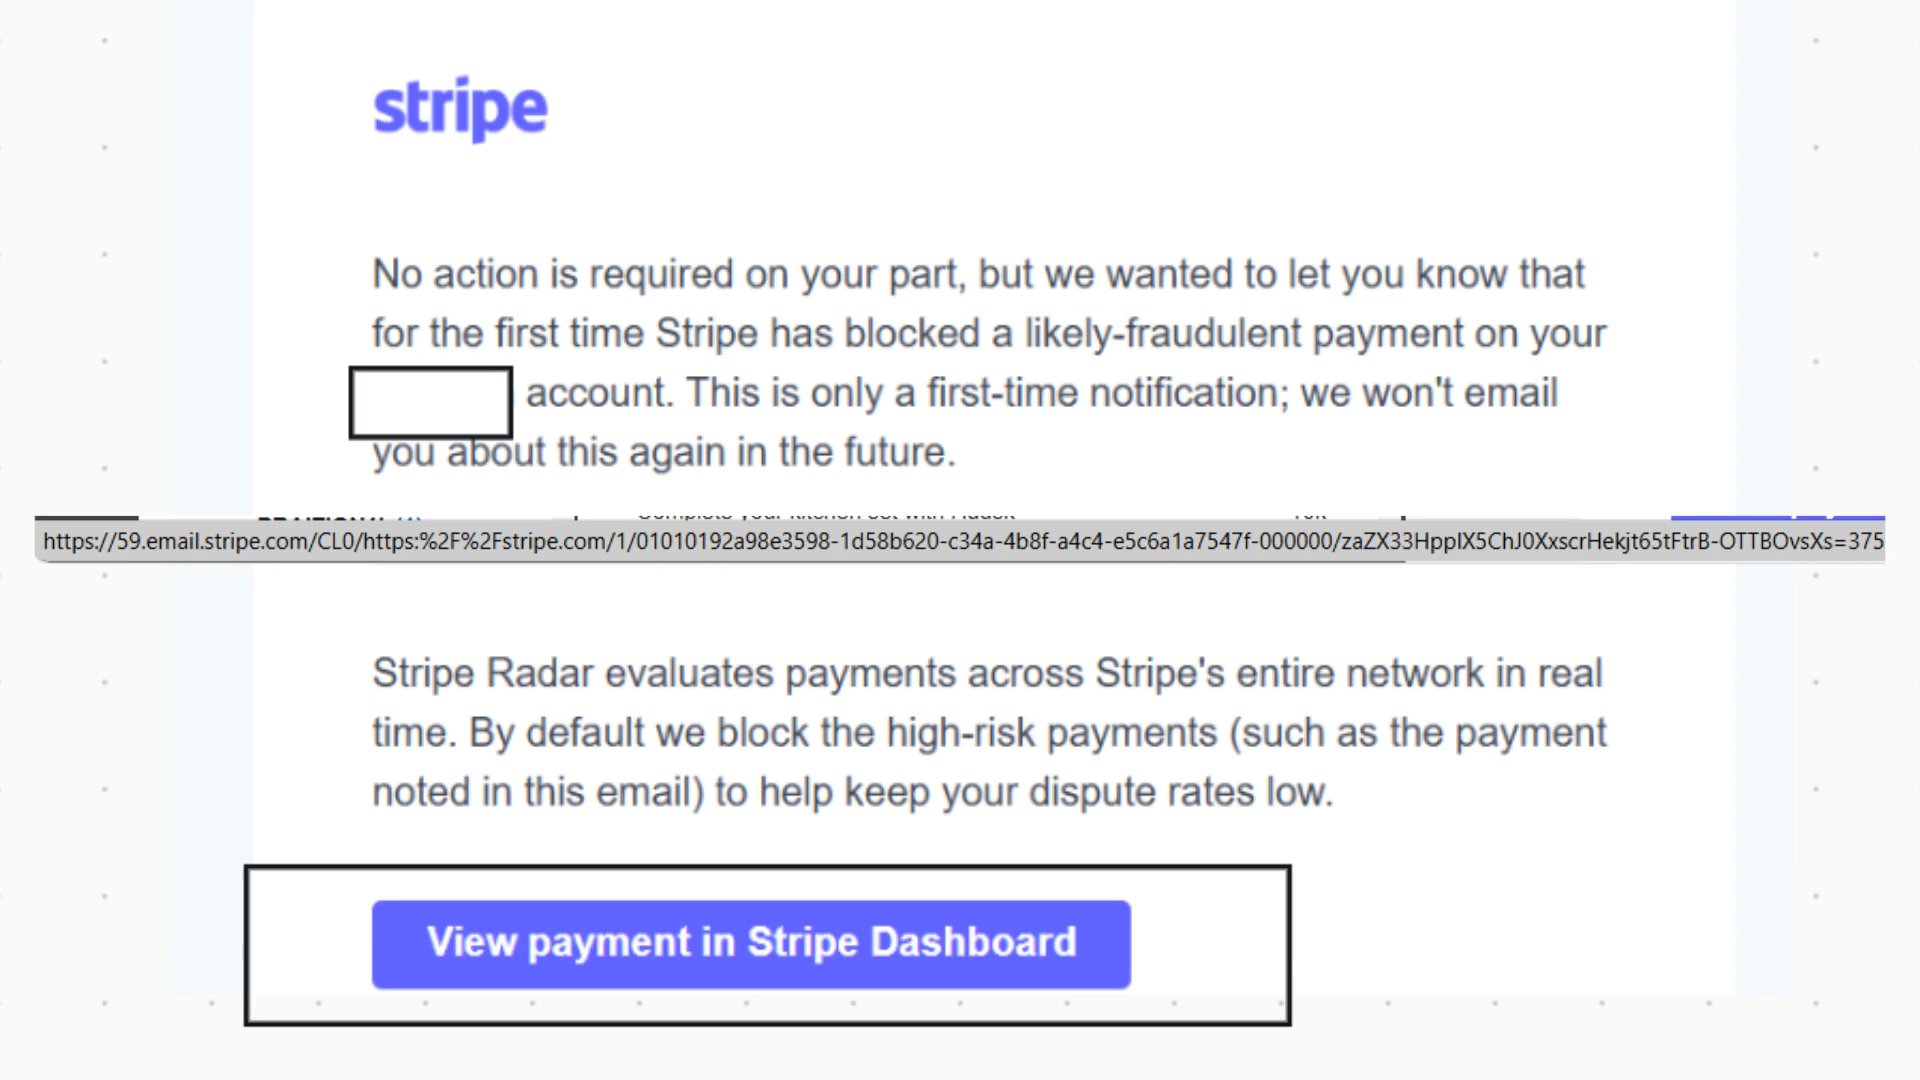 stripe
No action is required on your part, but we wanted to let you know that
for the first time Stripe has blocked a likely-fraudulent payment on your
account. This is only a first-time notification; we won't email
you about this again in the future.
https://59.email.stripe.com/CL0/https:%2F%2Fstripe.com/1/01010192a98e3598-1d58b620-c34a-4b8f-a4c4-e5c6a1a7547f-000000/zaZX33HppIX5ChJ0XxscrHekjt65tFtrB-OTTBOvsXs=375
Stripe Radar evaluates payments across Stripe's entire network in real
time. By default we block the high-risk payments (such as the payment
noted in this email) to help keep your dispute rates low.
View payment in Stripe Dashboard